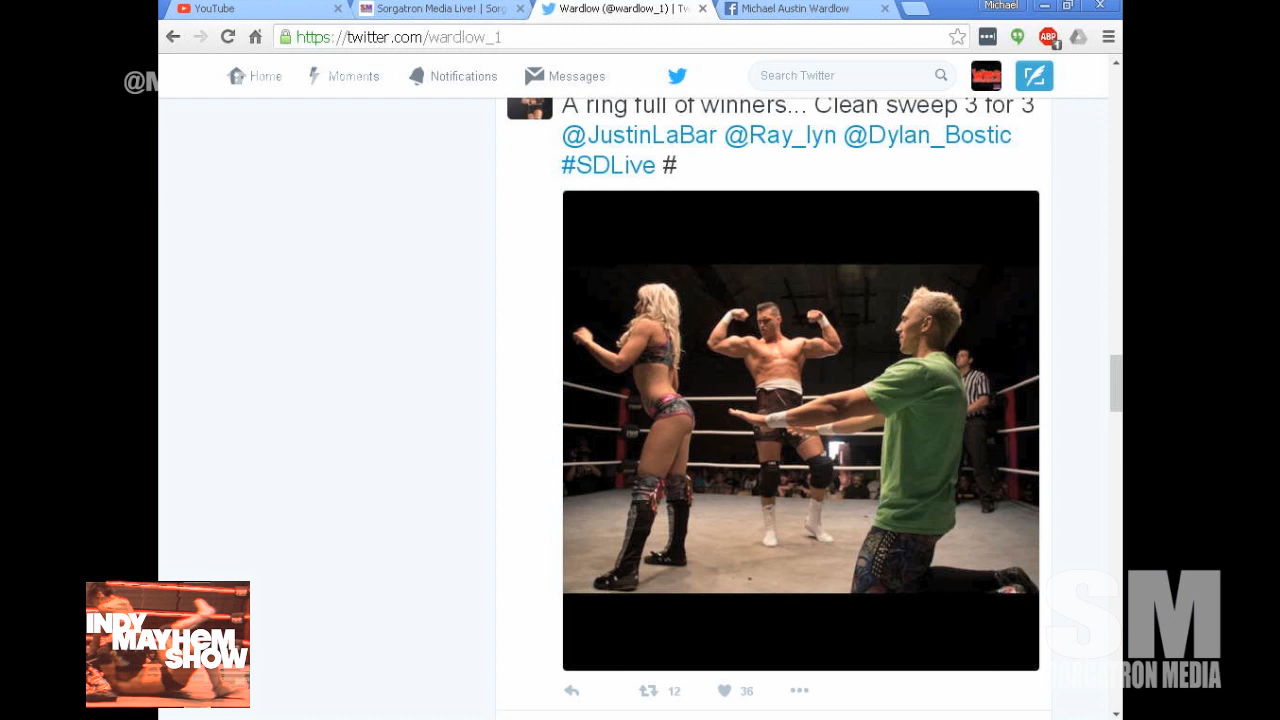 YouTube
Sorgatron Media Live! | Sorg
Wardlow (@wardlow_1) | Tw
Michael Austin Wardlow
Michael
https://twitter.com/wardlow_1
ABP
1
@M
Home
Moments
Notifications
Messages
Search Twitter
A ring full of winners... Clean sweep 3 for 3
@JustinLaBar @Ray_lyn @Dylan_Bostic
#SDLive #
12
36
INDY
MAYHEM
SHOW
SM
SORGATRON MEDIA